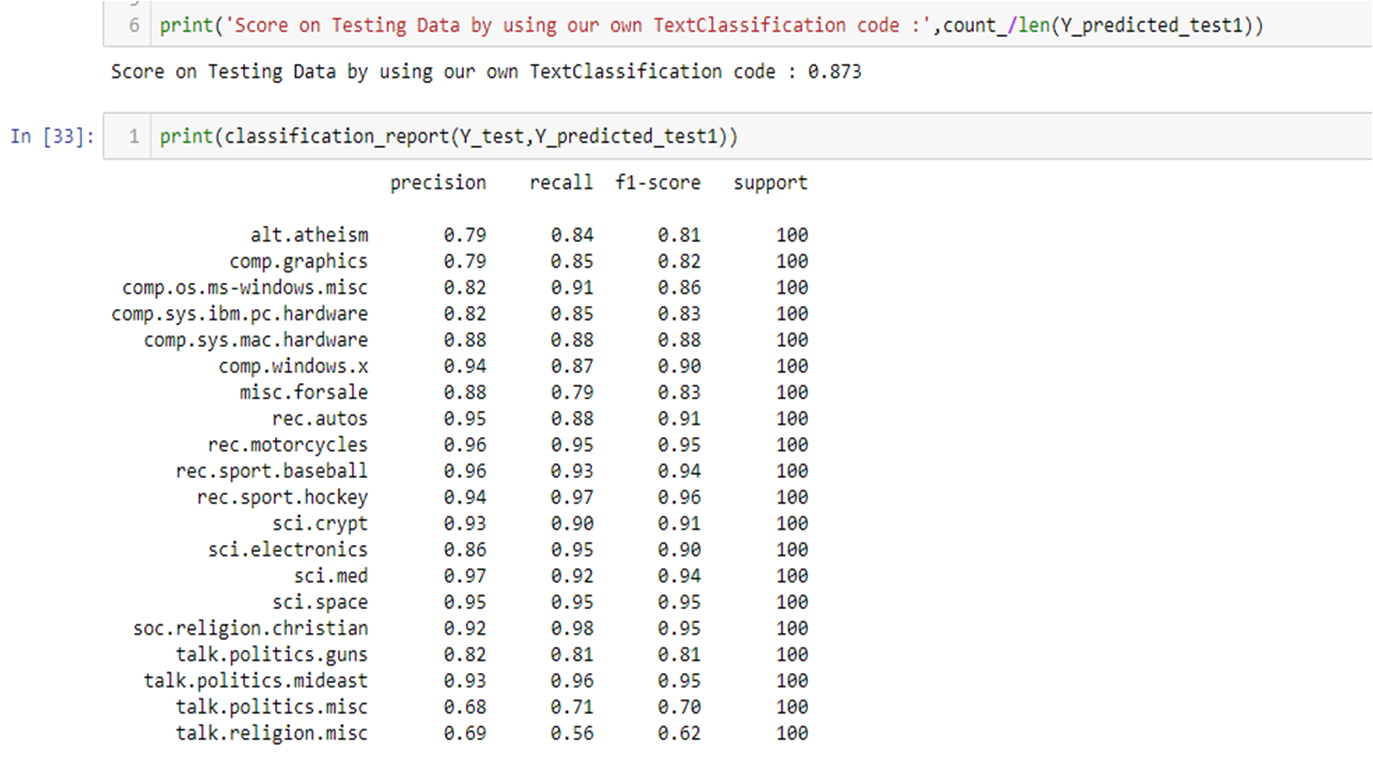 6 print('Score on Testing Data by using our own TextClassification code :',count_/len(Y_predicted_test1))
Score on Testing Data by using our own TextClassification code : 0.873
In [33]: 1 print(classification_report(Y_test,Y_predicted_test1))
precision recall f1-score support
alt.atheism 0.79 0.84 0.81 100
comp.graphics 0.79 0.85 0.82 100
comp.os.ms-windows.misc 0.82 0.91 0.86 100
comp.sys.ibm.pc.hardware 0.82 0.85 0.83 100
comp.sys.mac.hardware 0.88 0.88 0.88 100
comp.windows.x 0.94 0.87 0.90 100
misc.forsale 0.88 0.79 0.83 100
rec.autos 0.95 0.88 0.91 100
rec.motorcycles 0.96 0.95 0.95 100
rec.sport.baseball 0.96 0.93 0.94 100
rec.sport.hockey 0.94 0.97 0.96 100
sci.crypt 0.93 0.90 0.91 100
sci.electronics 0.86 0.95 0.90 100
sci.med 0.97 0.92 0.94 100
sci.space 0.95 0.95 0.95 100
soc.religion.christian 0.92 0.98 0.95 100
talk.politics.guns 0.82 0.81 0.81 100
talk.politics.mideast 0.93 0.96 0.95 100
talk.politics.misc 0.68 0.71 0.70 100
talk.religion.misc 0.69 0.56 0.62 100